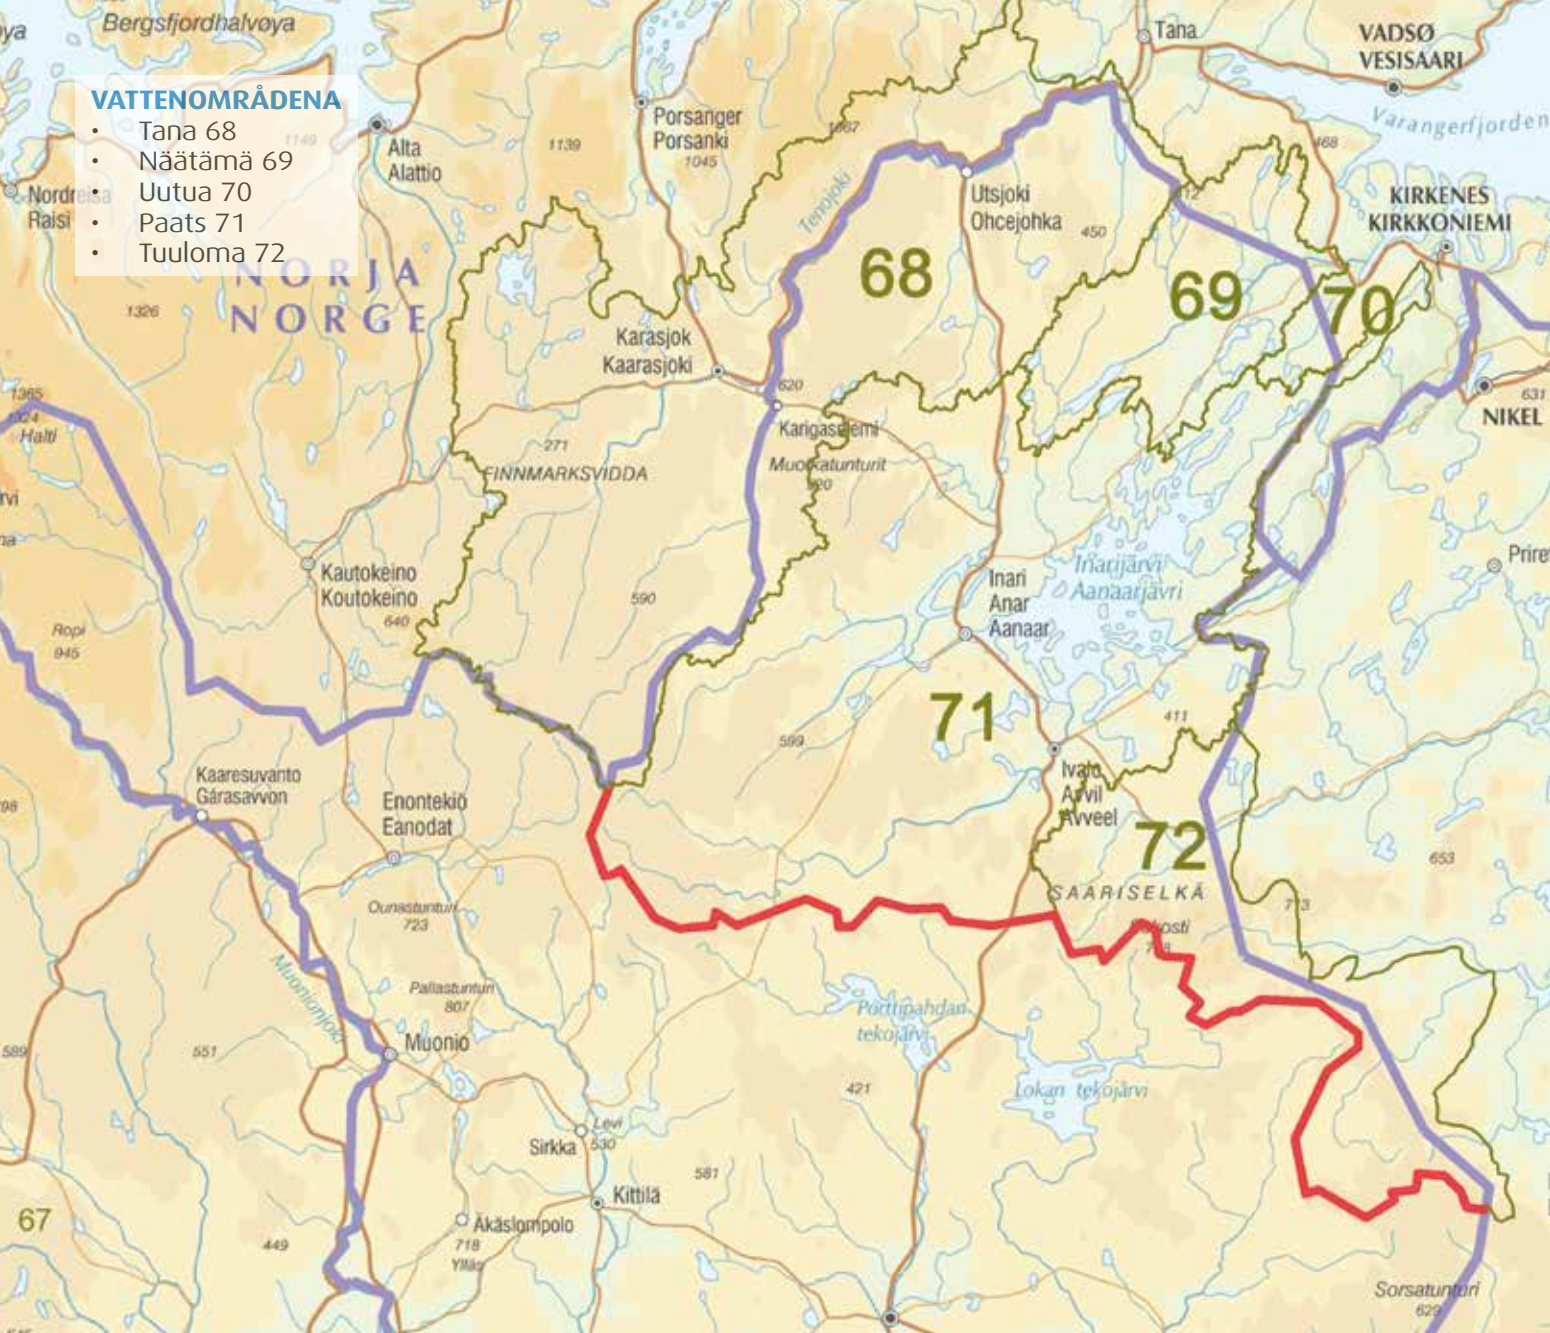 Bergsfjordhalvøya
VATTENOMRÅDENA
• Tana 68
• Näätämö 69
• Uutua 70
• Paats 71
• Tuuloma 72
1149
Alta
Alattio
1139
Porsanger
Porsanki
1045
1067
Tana
VADSØ
VESISAARI
Varangerfjorden
468
KIRKENES
KIRKKONIEMI
Nordreisa
Raisi
NORJA
NORGE
1326
Tenojoki
Utsjoki
Ohcejohka
450
68
69
70
Karasjok
Kaarasjoki
620
Karigasniemi
1365
1324
Halti
271
FINNMARKSVIDDA
Muotkatunturit
NIKEL
631
Kautokeino
Koutokeino
640
590
Inari
Anar
Aanaar
Inarijärvi
Aanaarjävri
Ropi
945
71
599
411
Ivalo
Avvil
Avveel
Kaaresuvanto
Gárasavvon
Enontekiö
Eanodat
72
653
SAARISELKÄ
Ounastunturi
723
Muonionjoki
Pallastunturi
807
Porttipahdan
tekojärvi
589
551
Muonio
421
Lokan tekojärvi
Levi
530
Sirkka
581
Kittilä
67
449
Äkäslompolo
718
Ylläs
Sorsatunturi
629